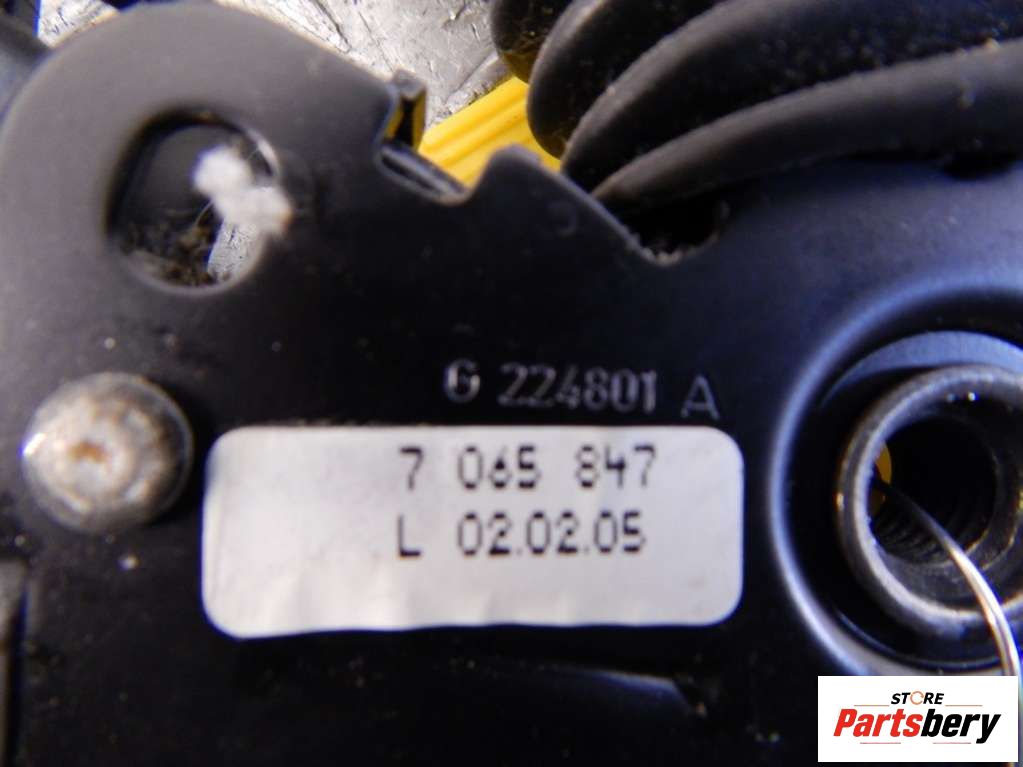 G 224801 A
7 065 847
L 02.02.05
STORE
Partsbery